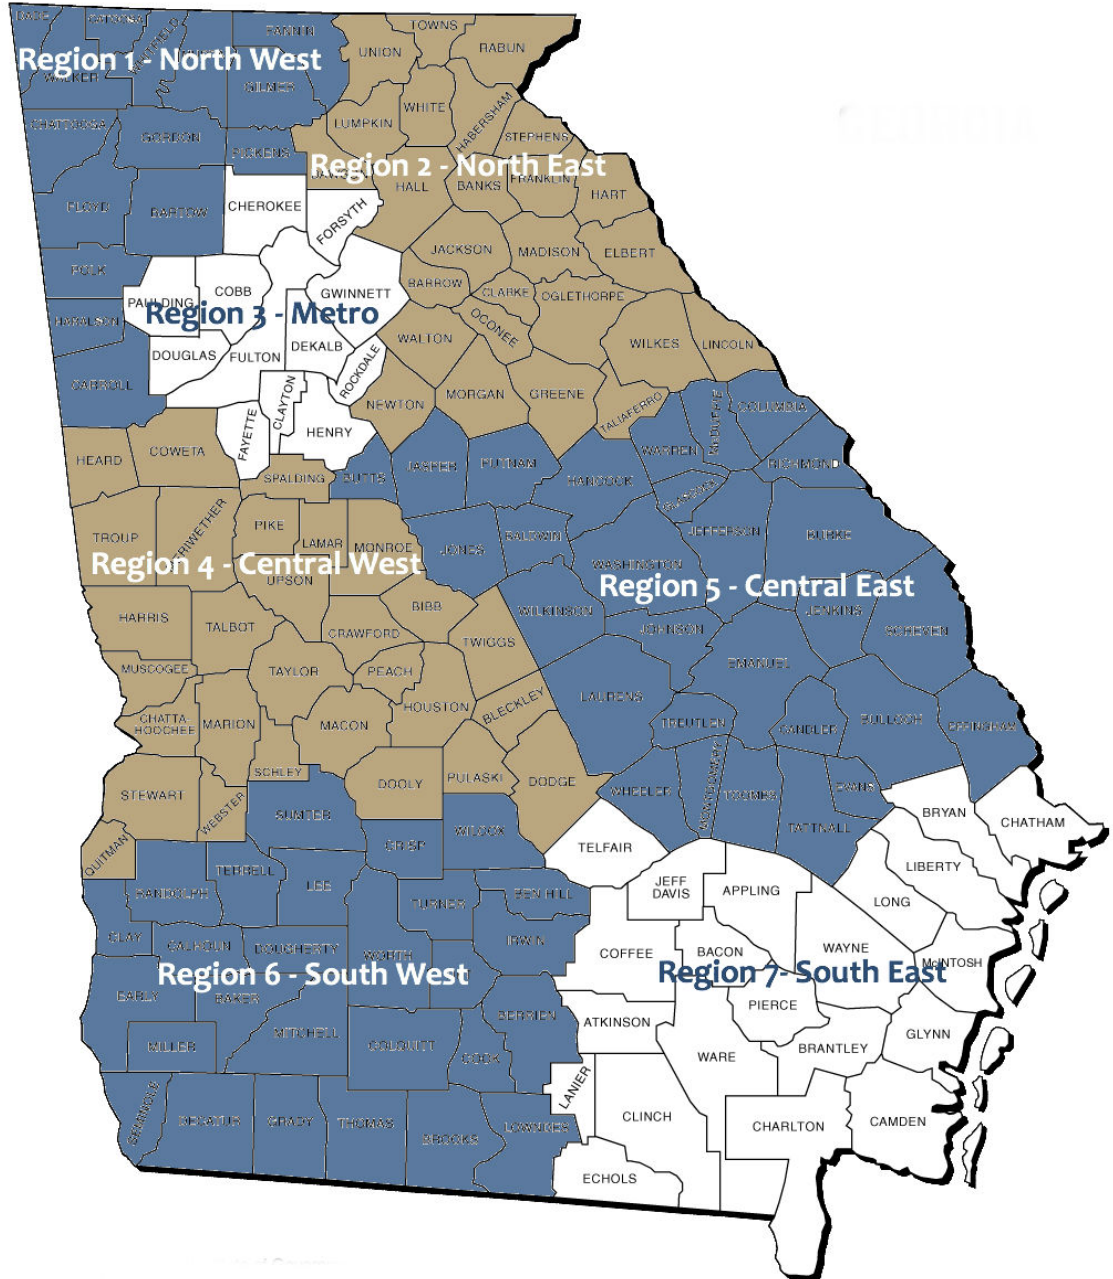 DADE
CATOOSA
FANNIN
TOWNS
UNION
RABUN
WHITFIELD
Region 1 - North West
WALKER
GILMER
WHITE
HABERSHAM
LUMPKIN
CHATTOOGA
GORDON
STEPHENS
PICKENS
Region 2 - North East
HALL
BANKS
FRANKLIN
HART
FLOYD
BARTOW
CHEROKEE
FORSYTH
JACKSON
MADISON
ELBERT
POLK
BARROW
CLARKE
OGLETHORPE
PAULDING
COBB
GWINNETT
Region 3 - Metro
HARALSON
OCONEE
WALTON
WILKES
LINCOLN
DOUGLAS
FULTON
DEKALB
ROCKDALE
CARROLL
NEWTON
MORGAN
GREENE
TALIAFERRO
McDUFFIE
COLUMBIA
CLAYTON
FAYETTE
HENRY
HEARD
COWETA
SPALDING
BUTTS
JASPER
PUTNAM
HANCOCK
WARREN
RICHMOND
GLASCOCK
TROUP
MERIWETHER
PIKE
LAMAR
MONROE
JONES
BALDWIN
JEFFERSON
BURKE
WASHINGTON
Region 4 - Central West
UPSON
Region 5 - Central East
HARRIS
TALBOT
BIBB
CRAWFORD
TWIGGS
WILKINSON
JOHNSON
JENKINS
SCREVEN
MUSCOGEE
TAYLOR
PEACH
EMANUEL
CHATTA-
HOOCHEE
MARION
MACON
HOUSTON
BLECKLEY
LAURENS
TREUTLEN
CANDLER
BULLOCH
EFFINGHAM
SCHLEY
DOOLY
PULASKI
DODGE
STEWART
WEBSTER
WHEELER
MONTGOMERY
TOOMBS
EVANS
TATTNALL
BRYAN
CHATHAM
SUMTER
QUITMAN
CRISP
WILCOX
TELFAIR
LIBERTY
RANDOLPH
TERRELL
LEE
TURNER
BEN HILL
JEFF
DAVIS
APPLING
LONG
CLAY
CALHOUN
DOUGHERTY
WORTH
IRWIN
COFFEE
BACON
WAYNE
McINTOSH
Region 6 - South West
Region 7- South East
EARLY
BAKER
MITCHELL
BERRIEN
ATKINSON
PIERCE
GLYNN
MILLER
COLQUITT
COOK
WARE
BRANTLEY
LANIER
SEMINOLE
DECATUR
GRADY
THOMAS
BROOKS
LOWNDES
CLINCH
CHARLTON
CAMDEN
ECHOLS